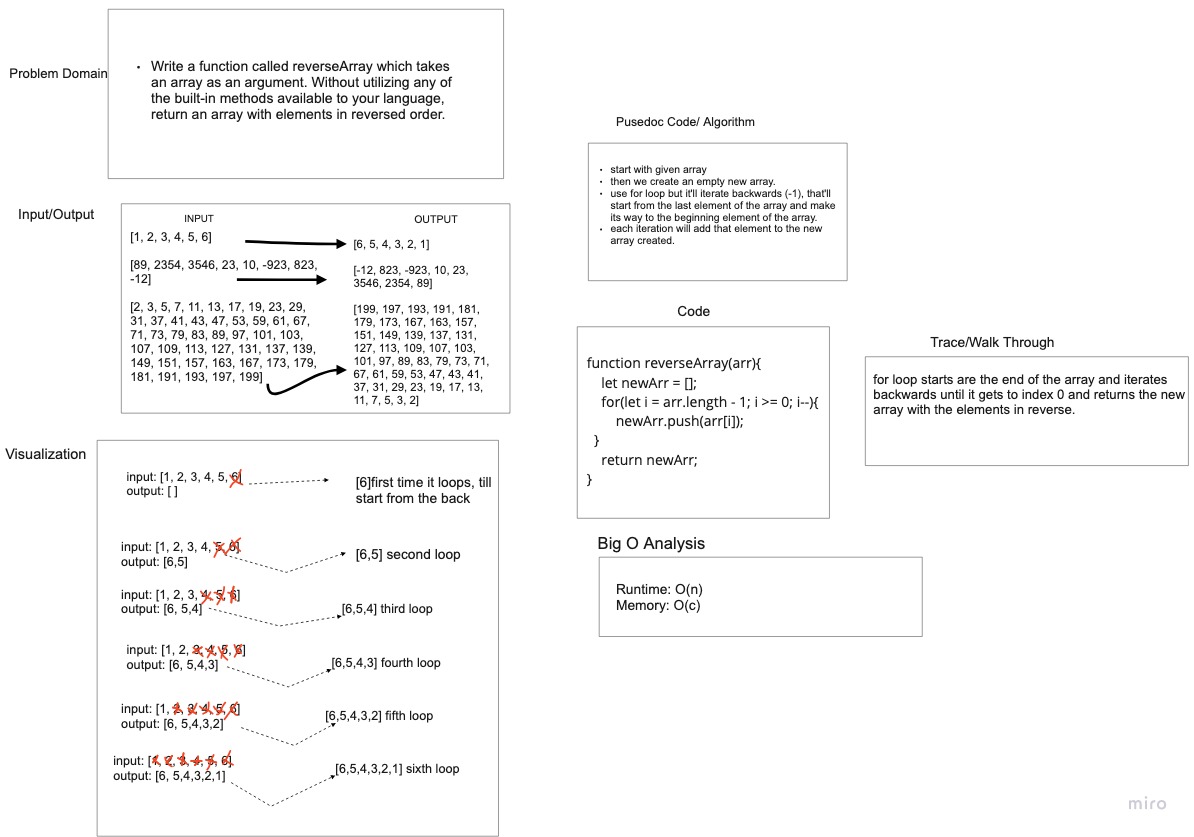 Problem Domain
• Write a function called reverseArray which takes
an array as an argument. Without utilizing any of
the built-in methods available to your language,
return an array with elements in reversed order.
Input/Output
INPUT
OUTPUT
[1, 2, 3, 4, 5, 6]
[6, 5, 4, 3, 2, 1]
[89, 2354, 3546, 23, 10, -923, 823,
-12]
[-12, 823, -923, 10, 23,
3546, 2354, 89]
[2, 3, 5, 7, 11, 13, 17, 19, 23, 29,
31, 37, 41, 43, 47, 53, 59, 61, 67,
71, 73, 79, 83, 89, 97, 101, 103,
107, 109, 113, 127, 131, 137, 139,
149, 151, 157, 163, 167, 173, 179,
181, 191, 193, 197, 199]
[199, 197, 193, 191, 181,
179, 173, 167, 163, 157,
151, 149, 139, 137, 131,
127, 113, 109, 107, 103,
101, 97, 89, 83, 79, 73, 71,
67, 61, 59, 53, 47, 43, 41,
37, 31, 29, 23, 19, 17, 13,
11, 7, 5, 3, 2]
Visualization
input: [1, 2, 3, 4, 5, 6]
output: [ ]
[6]first time it loops, till
start from the back
input: [1, 2, 3, 4, 5, 6]
output: [6,5]
[6,5] second loop
input: [1, 2, 3, 4, 5, 6]
output: [6, 5,4]
[6,5,4] third loop
input: [1, 2, 3, 4, 5, 6]
output: [6, 5,4,3]
[6,5,4,3] fourth loop
input: [1, 2, 3, 4, 5, 6]
output: [6, 5,4,3,2]
[6,5,4,3,2] fifth loop
input: [1, 2, 3, 4, 5, 6]
output: [6, 5,4,3,2,1]
[6,5,4,3,2,1] sixth loop
Pusedoc Code/ Algorithm
• start with given array
• then we create an empty new array.
• use for loop but it'll iterate backwards (-1), that'll
start from the last element of the array and make
its way to the beginning element of the array.
• each iteration will add that element to the new
array created.
Code
function reverseArray(arr){
let newArr = [];
for(let i = arr.length - 1; i >= 0; i--){
newArr.push(arr[i]);
}
return newArr;
}
Trace/Walk Through
for loop starts are the end of the array and iterates
backwards until it gets to index 0 and returns the new
array with the elements in reverse.
Big O Analysis
Runtime: O(n)
Memory: O(c)
miro